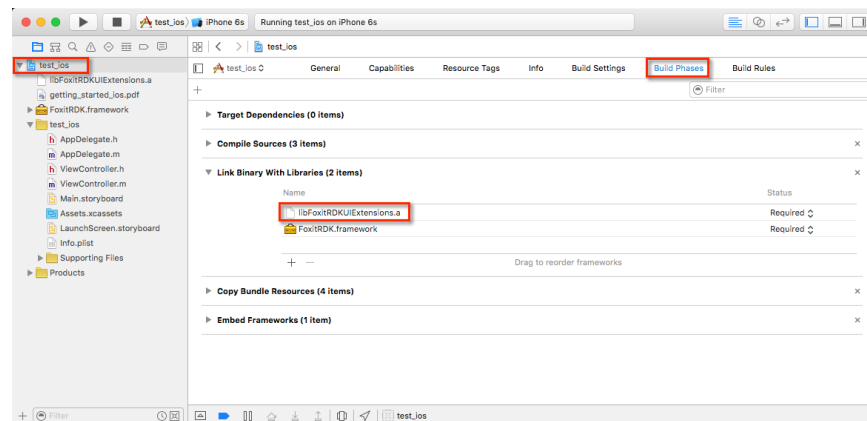 test_ios
iPhone 6s
Running test_ios on iPhone 6s
test_ios
test_ios
libFoxitRDKUIExtensions.a
getting_started_ios.pdf
FoxitRDK.framework
test_ios
AppDelegate.h
AppDelegate.m
ViewController.h
ViewController.m
Main.storyboard
Assets.xcassets
LaunchScreen.storyboard
Info.plist
Supporting Files
Products
Filter
test_ios
General
Capabilities
Resource Tags
Info
Build Settings
Build Phases
Build Rules
Filter
Target Dependencies (0 items)
Compile Sources (3 items)
Link Binary With Libraries (2 items)
Name
Status
libFoxitRDKUIExtensions.a
Required
FoxitRDK.framework
Required
Drag to reorder frameworks
Copy Bundle Resources (4 items)
Embed Frameworks (1 item)
test_ios